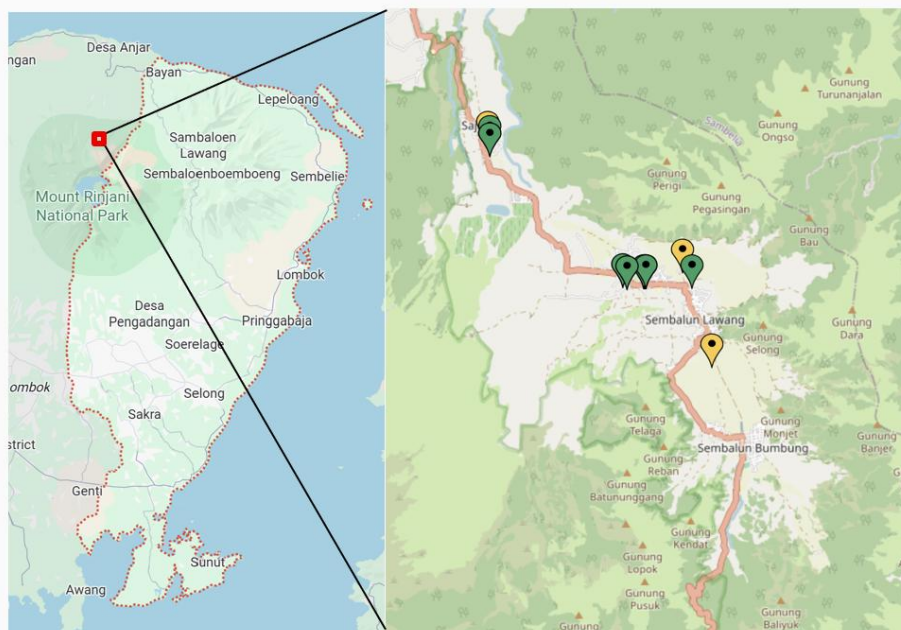 Desa Anjar
ngan
Bayan
Lepeloang
Sambaloen
Lawang
Sembaloenboemboeng
Sembelie
Mount Rinjani
National Park
Lombok
Desa
Pengadangan
Pringgabaja
Soerelage
Selong
ombok
Sakra
strict
Genti
Sunut
Awang
Saj
Gunung
Turunanjalan
Gunung
Ongso
Sambelia
Gunung
Perigi
Gunung
Pegasingan
Gunung
Bau
Sembalun Lawang
Gunung
Dara
Gunung
Selong
Gunung
Telaga
Gunung
Monjet
Gunung
Banjer
Sembalun Bumbung
Gunung
Reban
Gunung
Batununggang
Gunung
Kendat
Gunung
Lopok
Gunung
Pusuk
Gunung
Baliyuk
Gunung